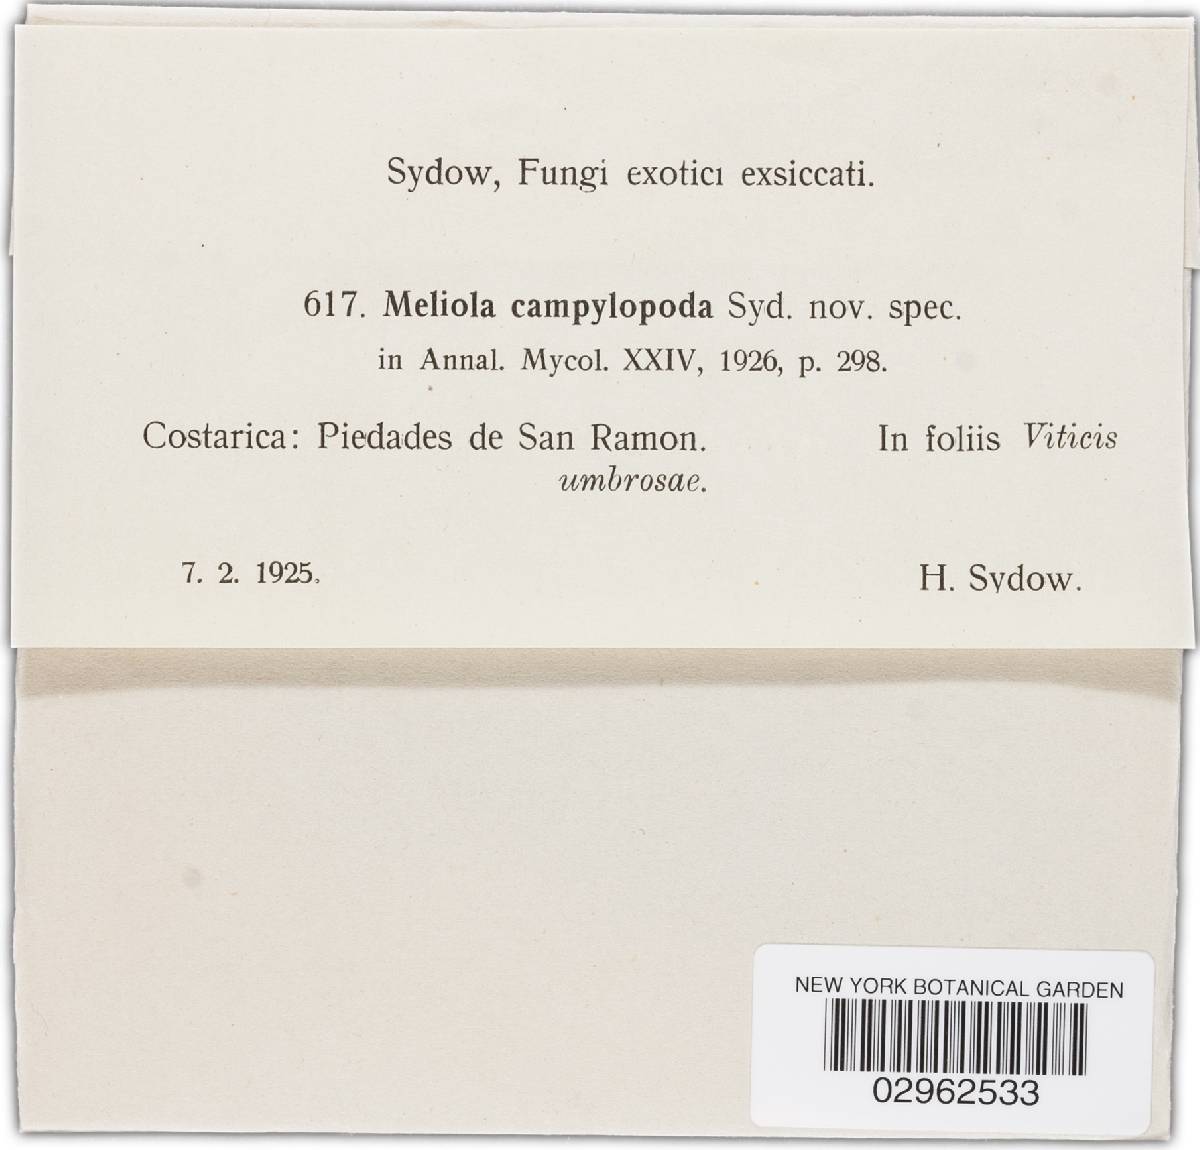 Sydow, Fungi exotici exsiccati.
617. Meliola campylopoda Syd. nov. spec.
in Annal. Mycol. XXIV, 1926, p. 298.
Costarica: Piedades de San Ramon. In foliis Viticis
umbrosae.
7. 2. 1925. H. Sydow.
NEW YORK BOTANICAL GARDEN
02962533